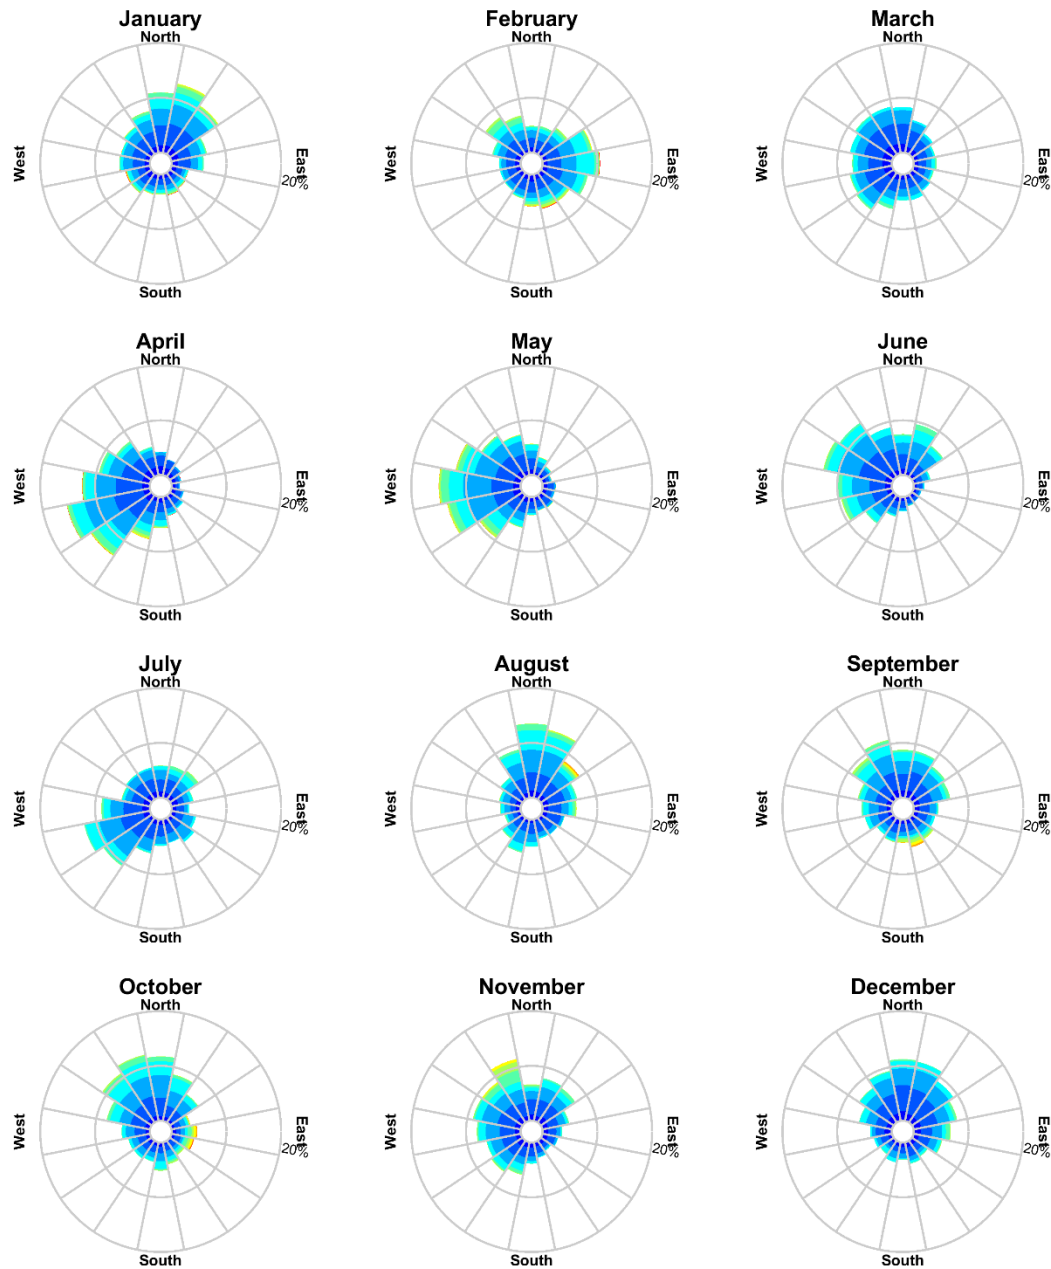 January
North
West
East
20%
South
February
North
West
East
20%
South
March
North
West
East
20%
South
April
North
West
East
20%
South
May
North
West
East
20%
South
June
North
West
East
20%
South
July
North
West
East
20%
South
August
North
West
East
20%
South
September
North
West
East
20%
South
October
North
West
East
20%
South
November
North
West
East
20%
South
December
North
West
East
20%
South